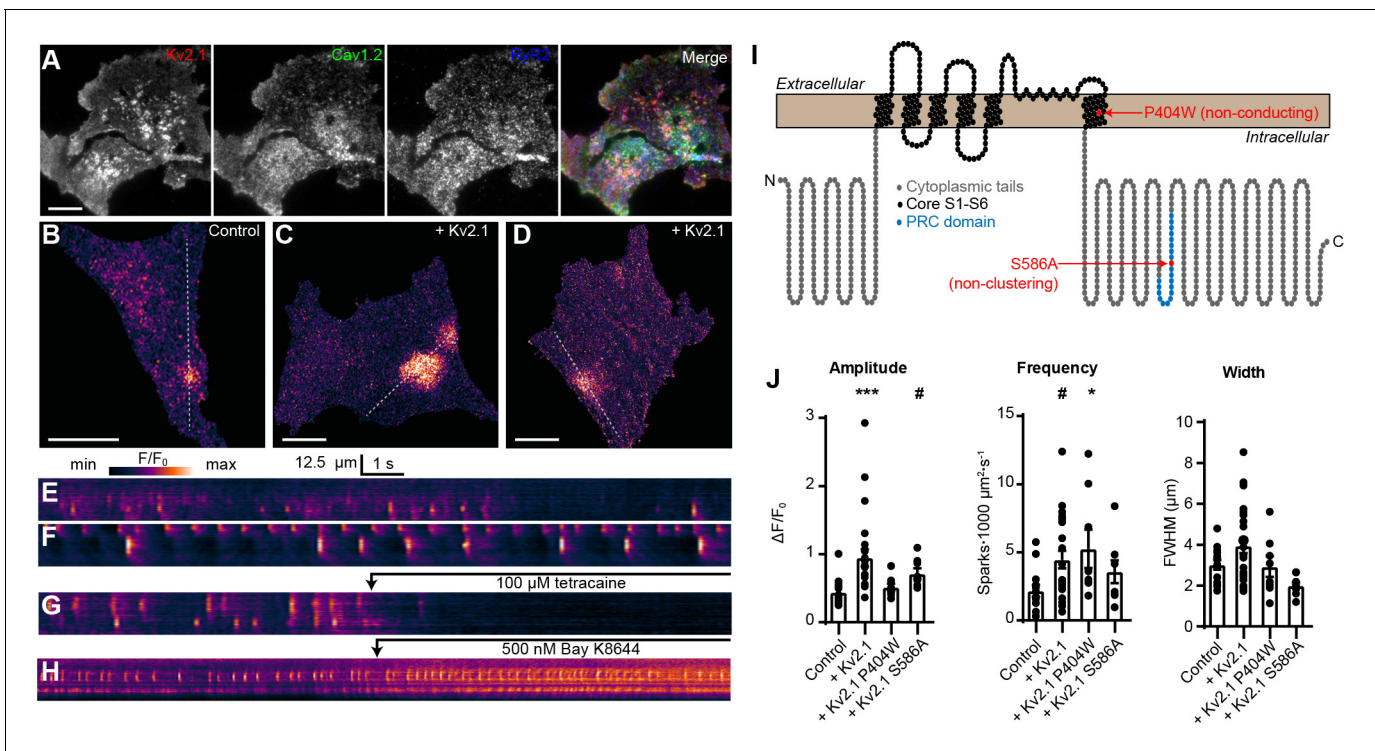 A
Kv2.1
Cav1.2
RyR2
Merge
B
Control
C
+ Kv2.1
D
+ Kv2.1
F/F0
min
max
12.5 µm
1 s
E
F
100 µM tetracaine
G
500 nM Bay K8644
H
I
Extracellular
P404W (non-conducting)
Intracellular
N
Cytoplasmic tails
Core S1-S6
PRC domain
C
S586A
(non-clustering)
J
Amplitude
***
#
3
2
1
0
ΔF/F0
Control
+ Kv2.1
+ Kv2.1 P404W
+ Kv2.1 S586A
Frequency
#
*
15
10
5
0
Sparks·1000 µm²·s⁻¹
Control
+ Kv2.1
+ Kv2.1 P404W
+ Kv2.1 S586A
Width
10
8
6
4
2
0
FWHM (µm)
Control
+ Kv2.1
+ Kv2.1 P404W
+ Kv2.1 S586A